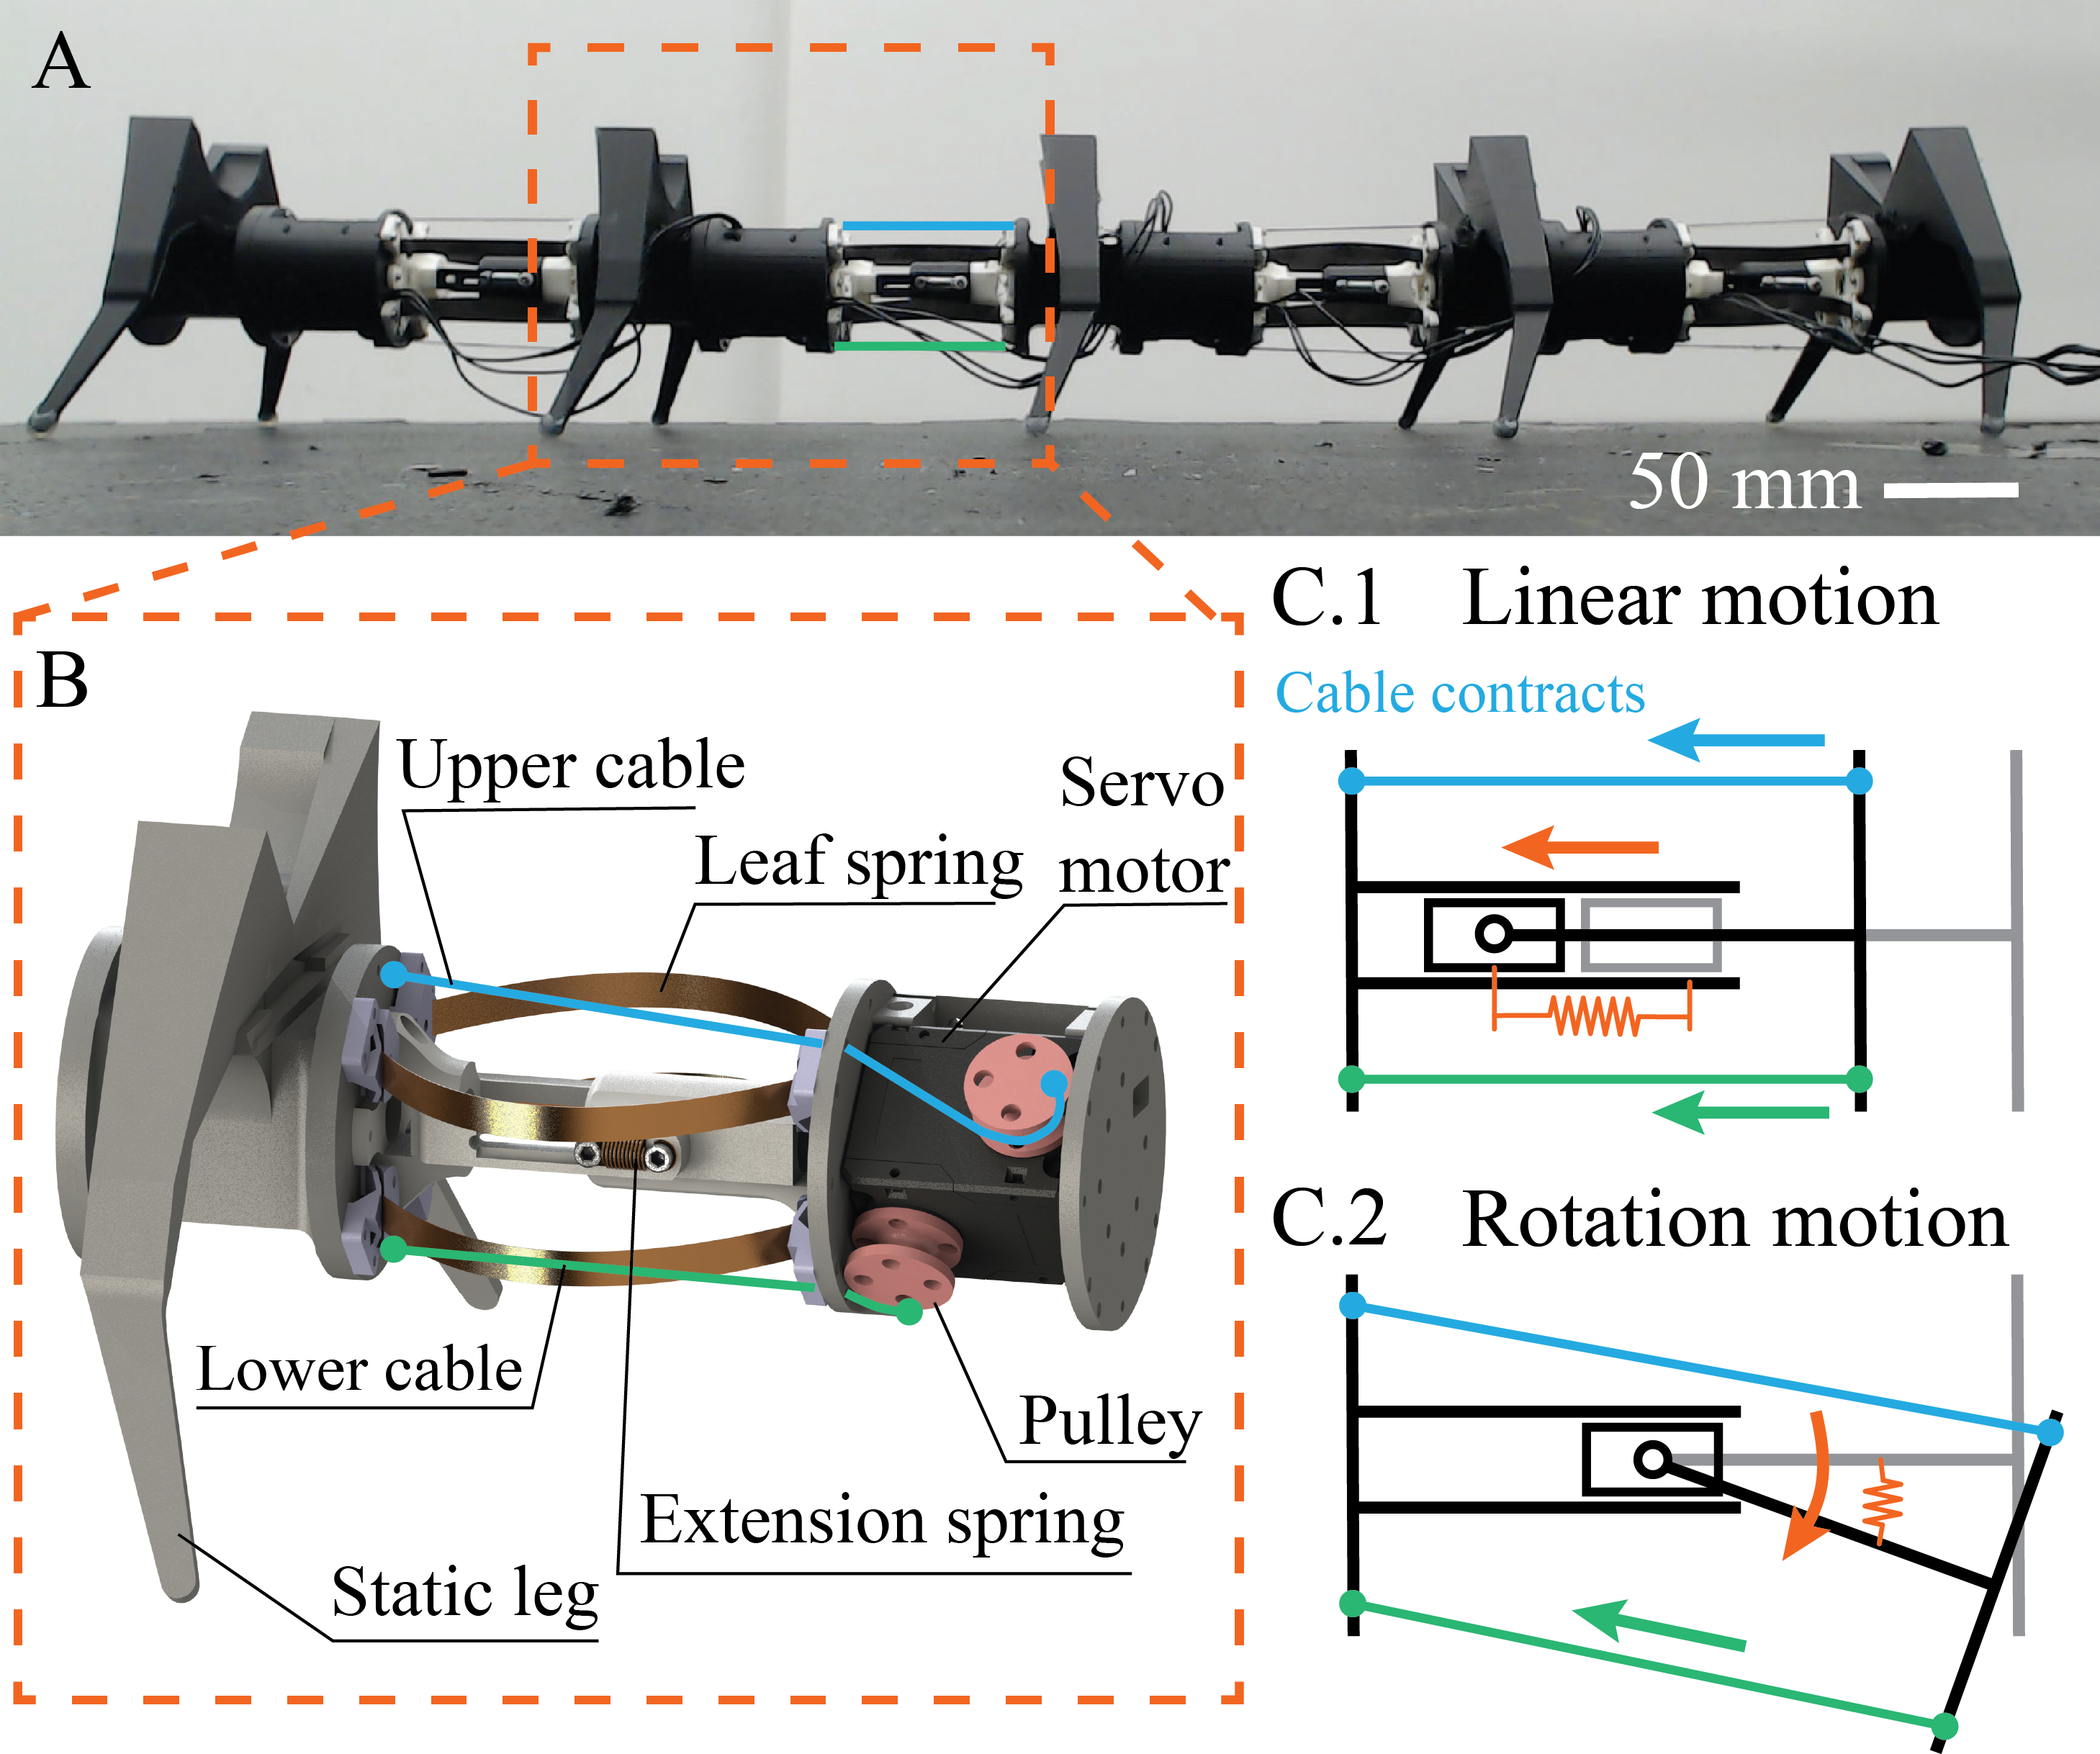 A
50 mm
B
Upper cable
Leaf spring
Servo
motor
Lower cable
Pulley
Extension spring
Static leg
C.1 Linear motion
Cable contracts
C.2 Rotation motion